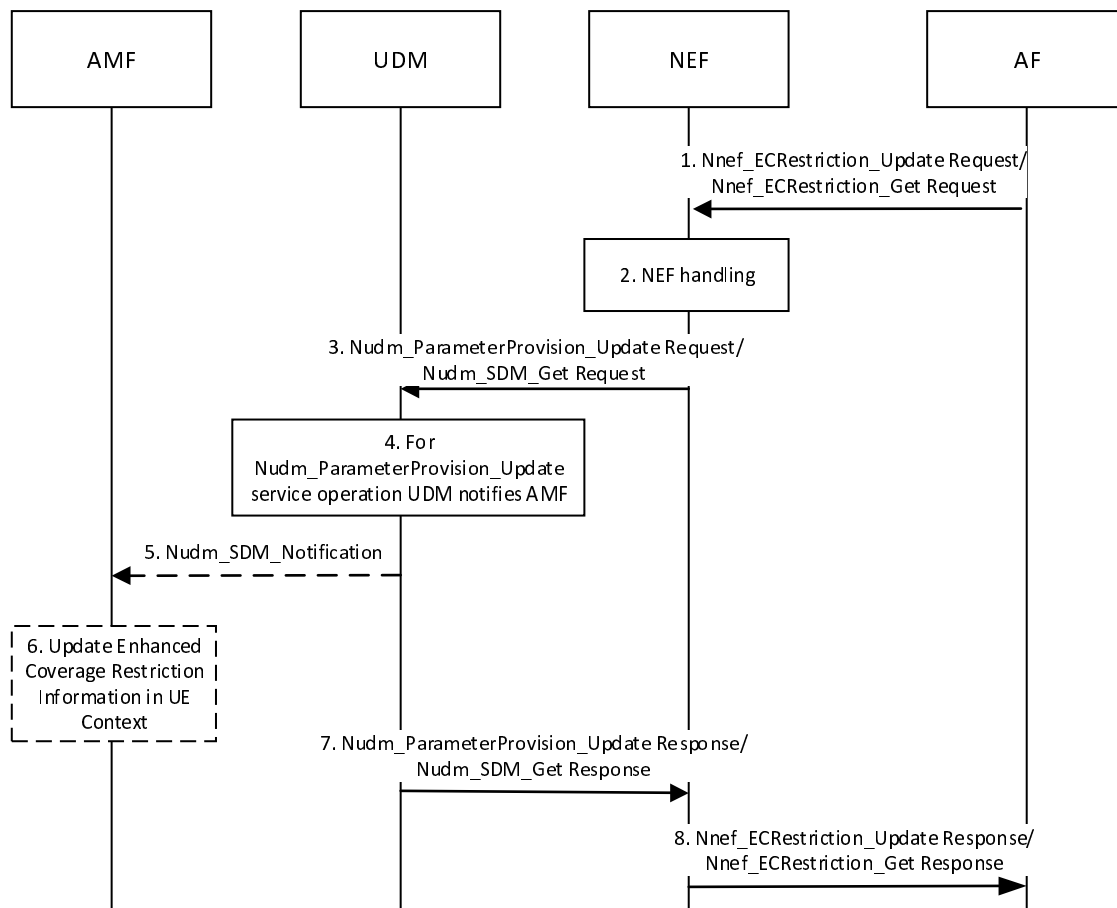 AMF
UDM
NEF
AF
1. Nnef_ECRestriction_Update Request/
Nnef_ECRestriction_Get Request
2. NEF handling
3. Nudm_ParameterProvision_Update Request/
Nudm_SDM_Get Request
4. For
Nudm_ParameterProvision_Update
service operation UDM notifies AMF
5. Nudm_SDM_Notification
6. Update Enhanced
Coverage Restriction
Information in UE
Context
7. Nudm_ParameterProvision_Update Response/
Nudm_SDM_Get Response
8. Nnef_ECRestriction_Update Response/
Nnef_ECRestriction_Get Response